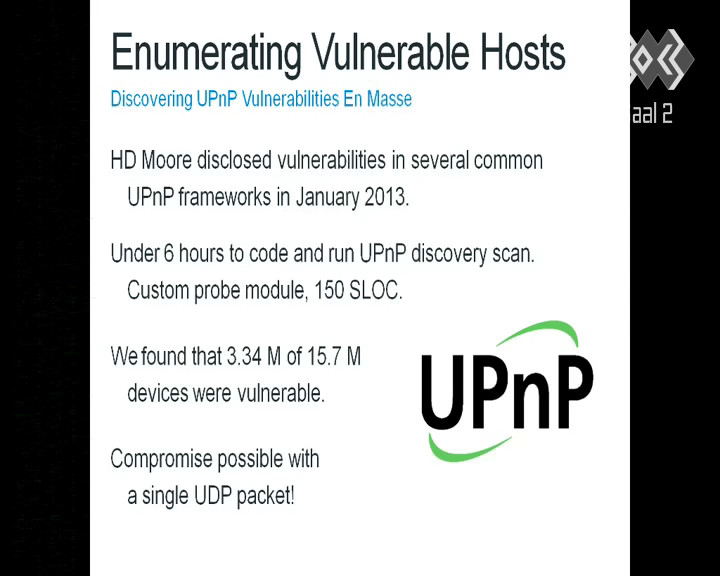 Enumerating Vulnerable Hosts
Discovering UPnP Vulnerabilities En Masse
HD Moore disclosed vulnerabilities in several common
UPnP frameworks in January 2013.
Under 6 hours to code and run UPnP discovery scan.
Custom probe module, 150 SLOC.
We found that 3.34 M of 15.7 M
devices were vulnerable.
Compromise possible with
a single UDP packet!
UPnP
aal 2